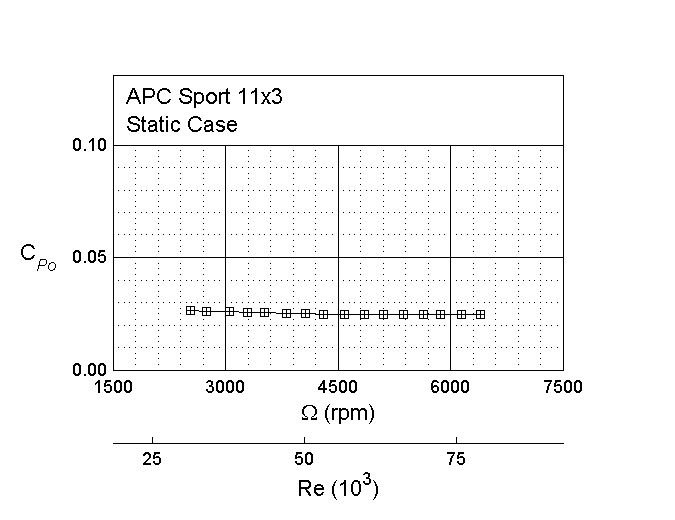 APC Sport 11x3
Static Case
0.10
C_Po 0.05
0.00
1500 3000 4500 6000 7500
Ω (rpm)
25 50 75
Re (10^3)